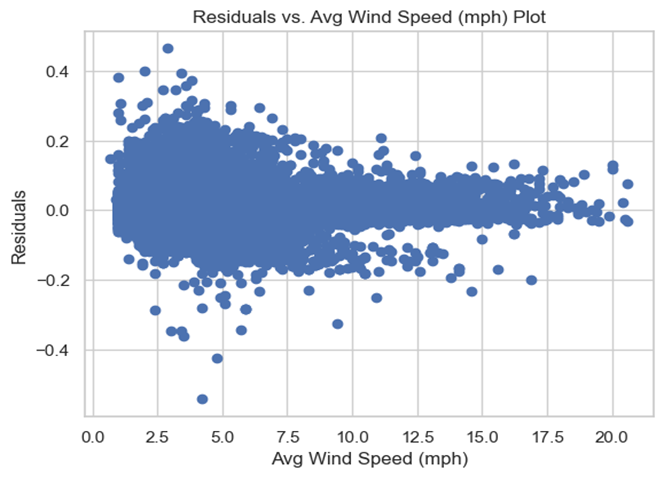 Residuals vs. Avg Wind Speed (mph) Plot
0.4
0.2
0.0
−0.2
−0.4
Residuals
0.0 2.5 5.0 7.5 10.0 12.5 15.0 17.5 20.0
Avg Wind Speed (mph)